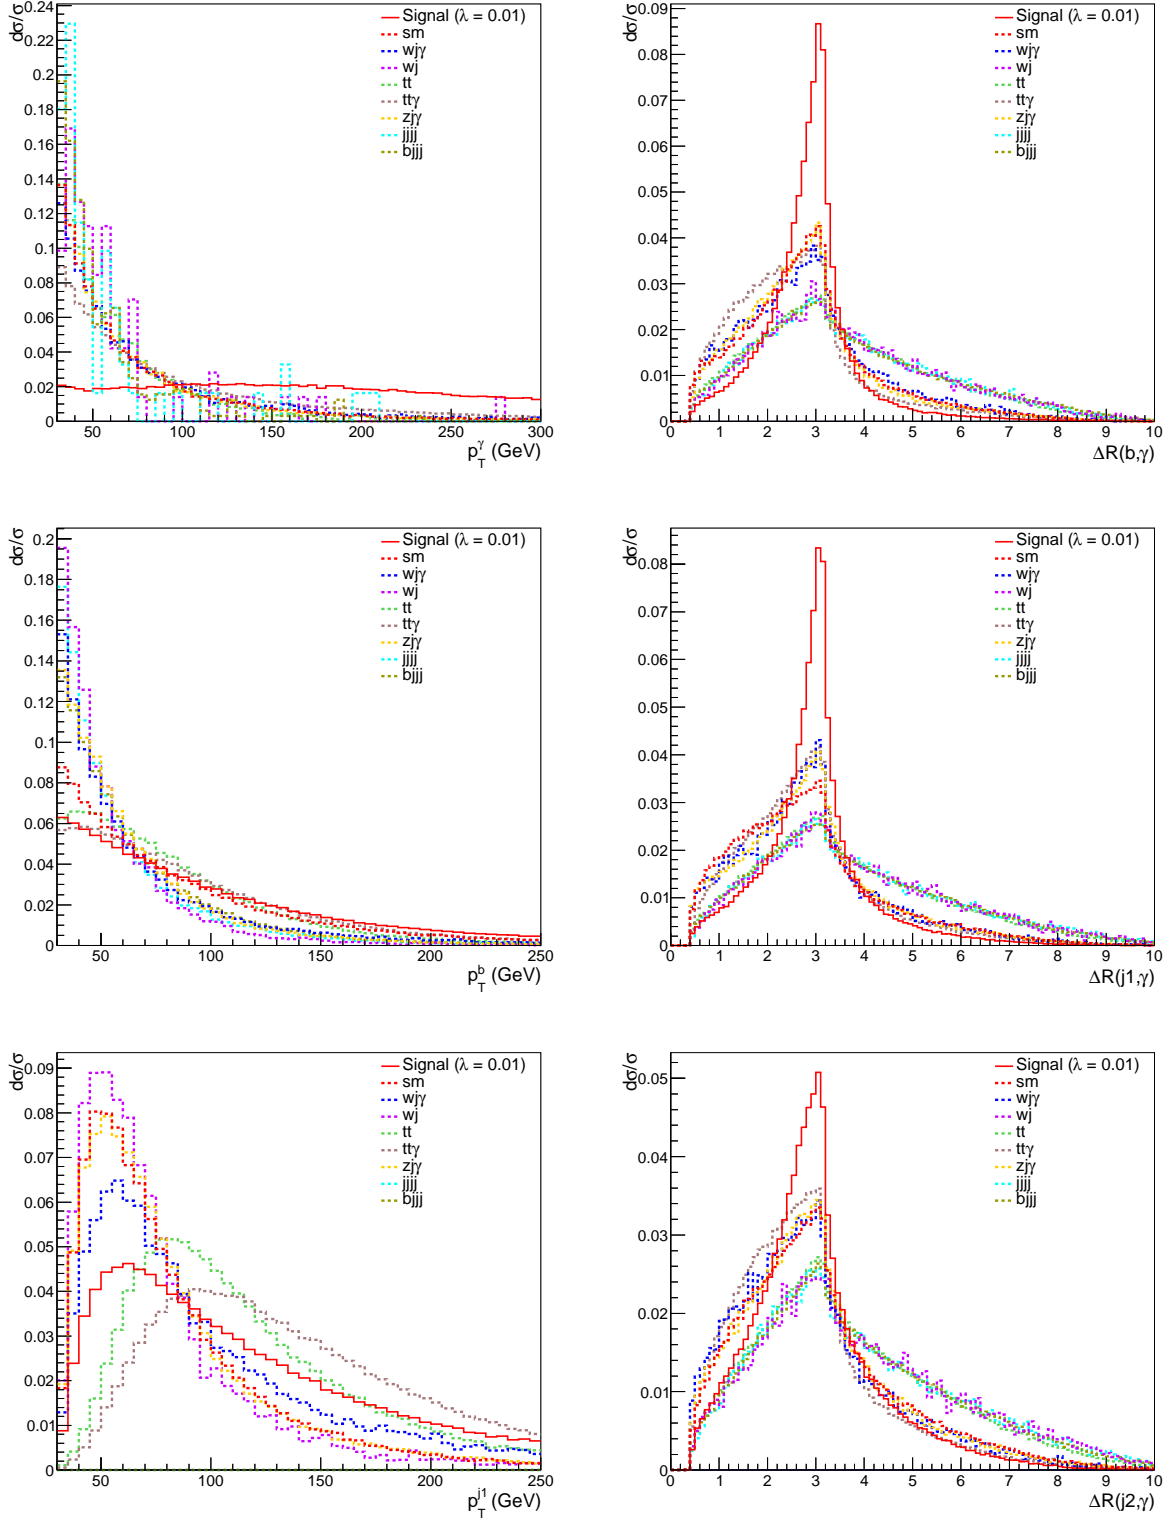 dσ/σ
0.24
0.22
0.2
0.18
0.16
0.14
0.12
0.1
0.08
0.06
0.04
0.02
0
50 100 150 200 250 300
p_T^γ (GeV)
Signal (λ = 0.01)
sm
wjγ
wj
tt
ttγ
zjγ
jjjj
bjjj
dσ/σ
0.09
0.08
0.07
0.06
0.05
0.04
0.03
0.02
0.01
0
0 1 2 3 4 5 6 7 8 9 10
ΔR(b,γ)
Signal (λ = 0.01)
sm
wjγ
wj
tt
ttγ
zjγ
jjjj
bjjj
dσ/σ
0.2
0.18
0.16
0.14
0.12
0.1
0.08
0.06
0.04
0.02
0
50 100 150 200 250
p_T^b (GeV)
Signal (λ = 0.01)
sm
wjγ
wj
tt
ttγ
zjγ
jjjj
bjjj
dσ/σ
0.08
0.07
0.06
0.05
0.04
0.03
0.02
0.01
0
0 1 2 3 4 5 6 7 8 9 10
ΔR(j1,γ)
Signal (λ = 0.01)
sm
wjγ
wj
tt
ttγ
zjγ
jjjj
bjjj
dσ/σ
0.09
0.08
0.07
0.06
0.05
0.04
0.03
0.02
0.01
0
50 100 150 200 250
p_T^j1 (GeV)
Signal (λ = 0.01)
sm
wjγ
wj
tt
ttγ
zjγ
jjjj
bjjj
dσ/σ
0.05
0.04
0.03
0.02
0.01
0
0 1 2 3 4 5 6 7 8 9 10
ΔR(j2,γ)
Signal (λ = 0.01)
sm
wjγ
wj
tt
ttγ
zjγ
jjjj
bjjj